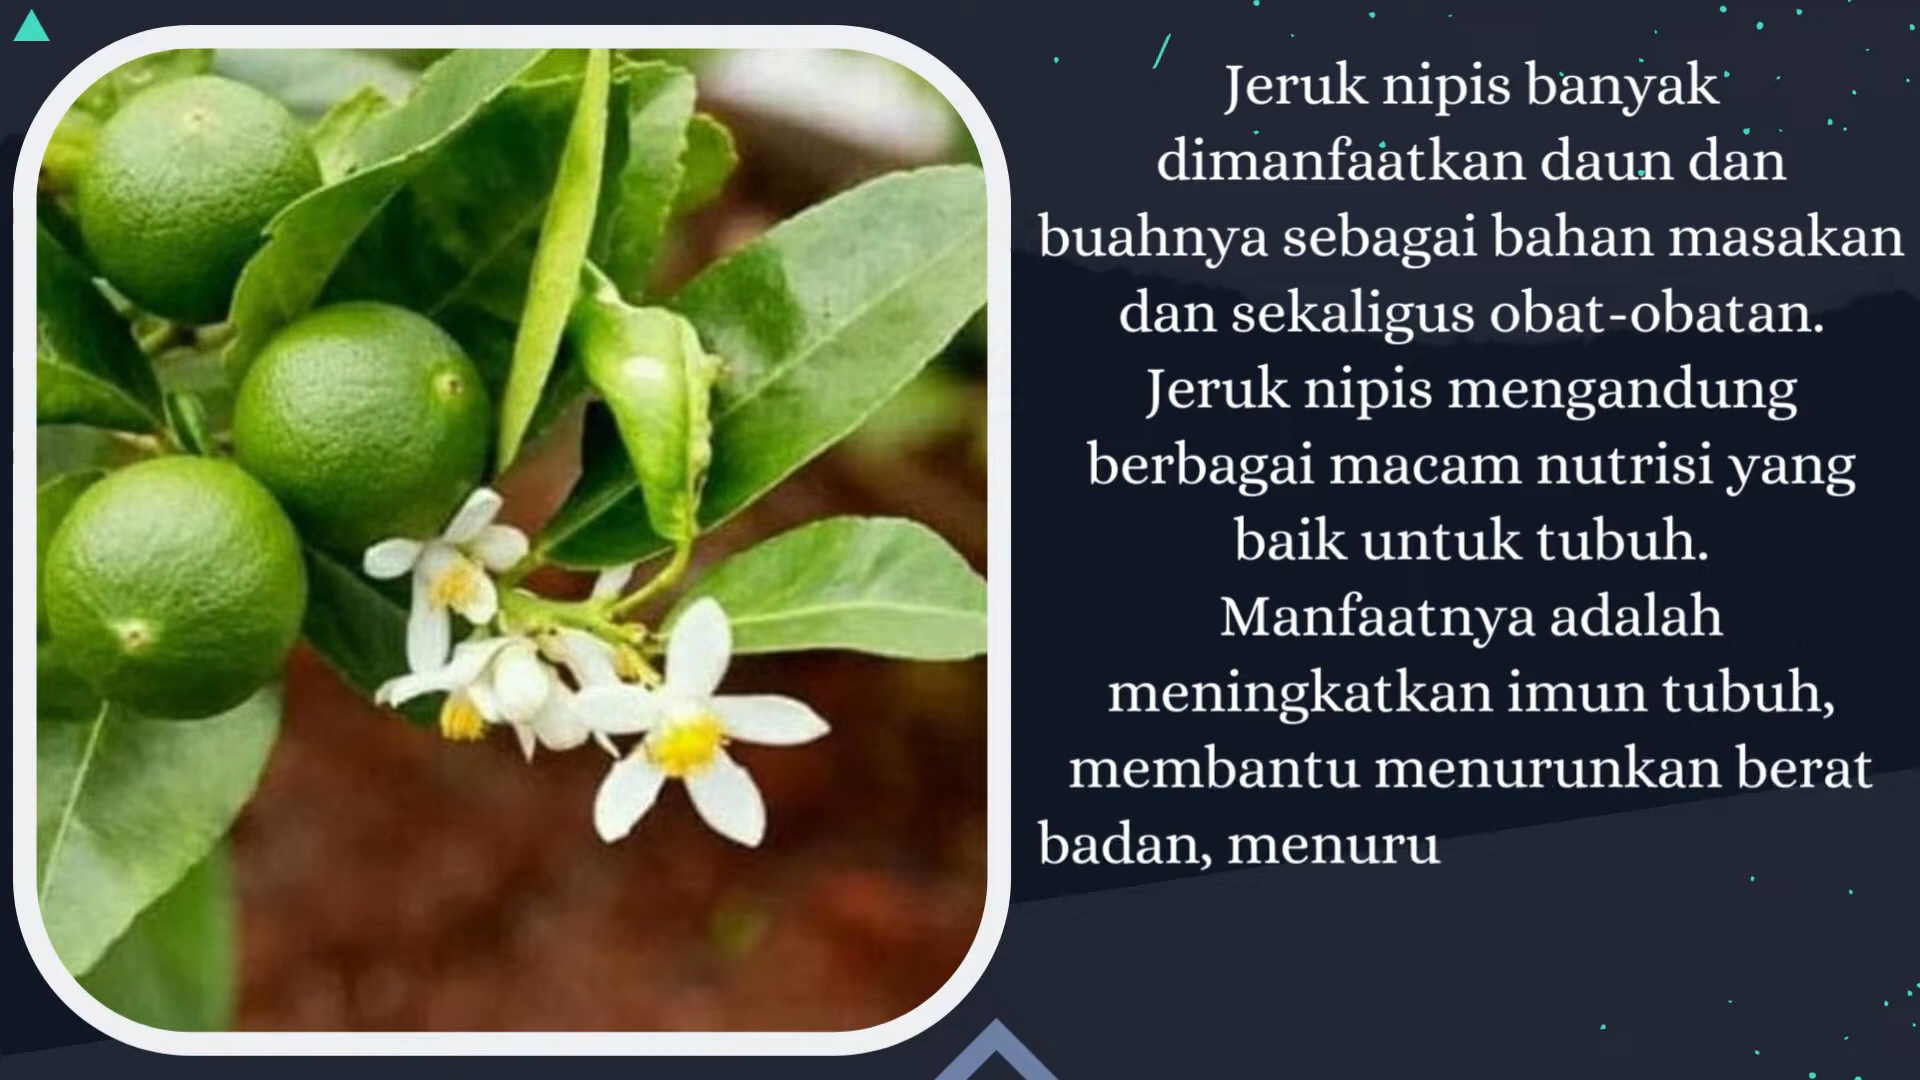 Jeruk nipis banyak
dimanfaatkan daun dan
buahnya sebagai bahan masakan
dan sekaligus obat-obatan.
Jeruk nipis mengandung
berbagai macam nutrisi yang
baik untuk tubuh.
Manfaatnya adalah
meningkatkan imun tubuh,
membantu menurunkan berat
badan, menuru